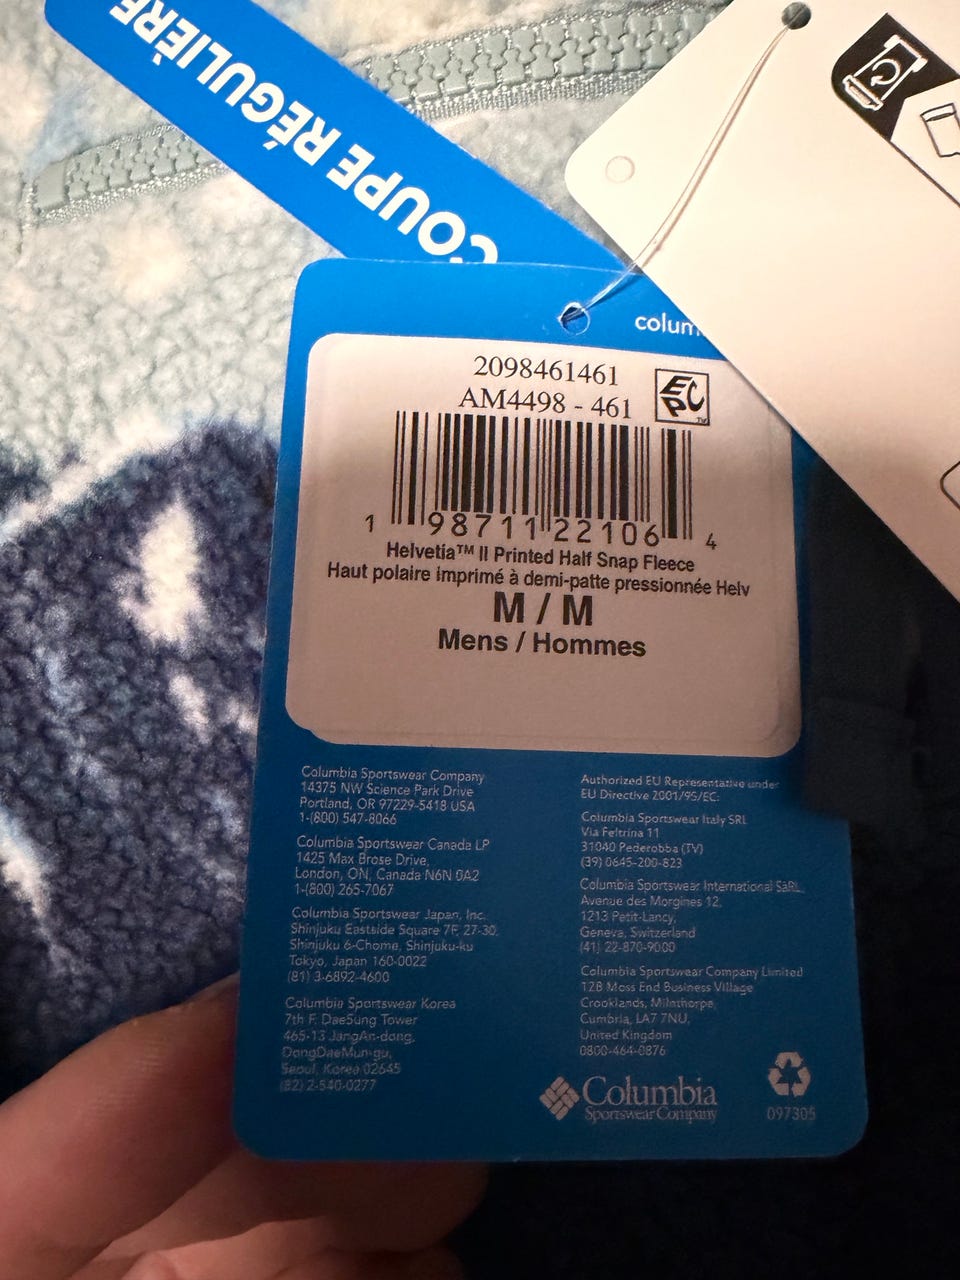 COUPE RÉGULIÈRE
2098461461
AM4498 - 461
EPC
TM
1 98711 22106 4
Helvetia™ II Printed Half Snap Fleece
Haut polaire imprimé à demi-patte pressionnée Helv
M / M
Mens / Hommes
Columbia Sportswear Company
14375 NW Science Park Drive
Portland, OR 97229-5418 USA
1-(800) 547-8066
Columbia Sportswear Canada LP
1425 Max Brose Drive,
London, ON, Canada N6N 0A2
1-(800) 265-7067
Columbia Sportswear Japan, Inc.
Shinjuku Eastside Square 7F, 27-30,
Shinjuku 6-Chome, Shinjuku-ku
Tokyo, Japan 160-0022
(81) 3-6892-4600
Columbia Sportswear Korea
7th F. DaeSung Tower
465-13 JangAn-dong,
DongDaeMun-gu,
Seoul, Korea 02645
(82) 2-540-0277
Authorized EU Representative under
EU Directive 2001/95/EC:
Columbia Sportswear Italy SRL
Via Feltrina 11
31040 Pederobba (TV)
(39) 0645-200-823
Columbia Sportswear International SaRL
Avenue des Morgines 12,
1213 Petit-Lancy,
Geneva, Switzerland
(41) 22-870-9000
Columbia Sportswear Company Limited
12B Moss End Business Village
Crooklands, Milnthorpe,
Cumbria, LA7 7NU,
United Kingdom
0800-464-0876
Columbia
Sportswear Company
097305